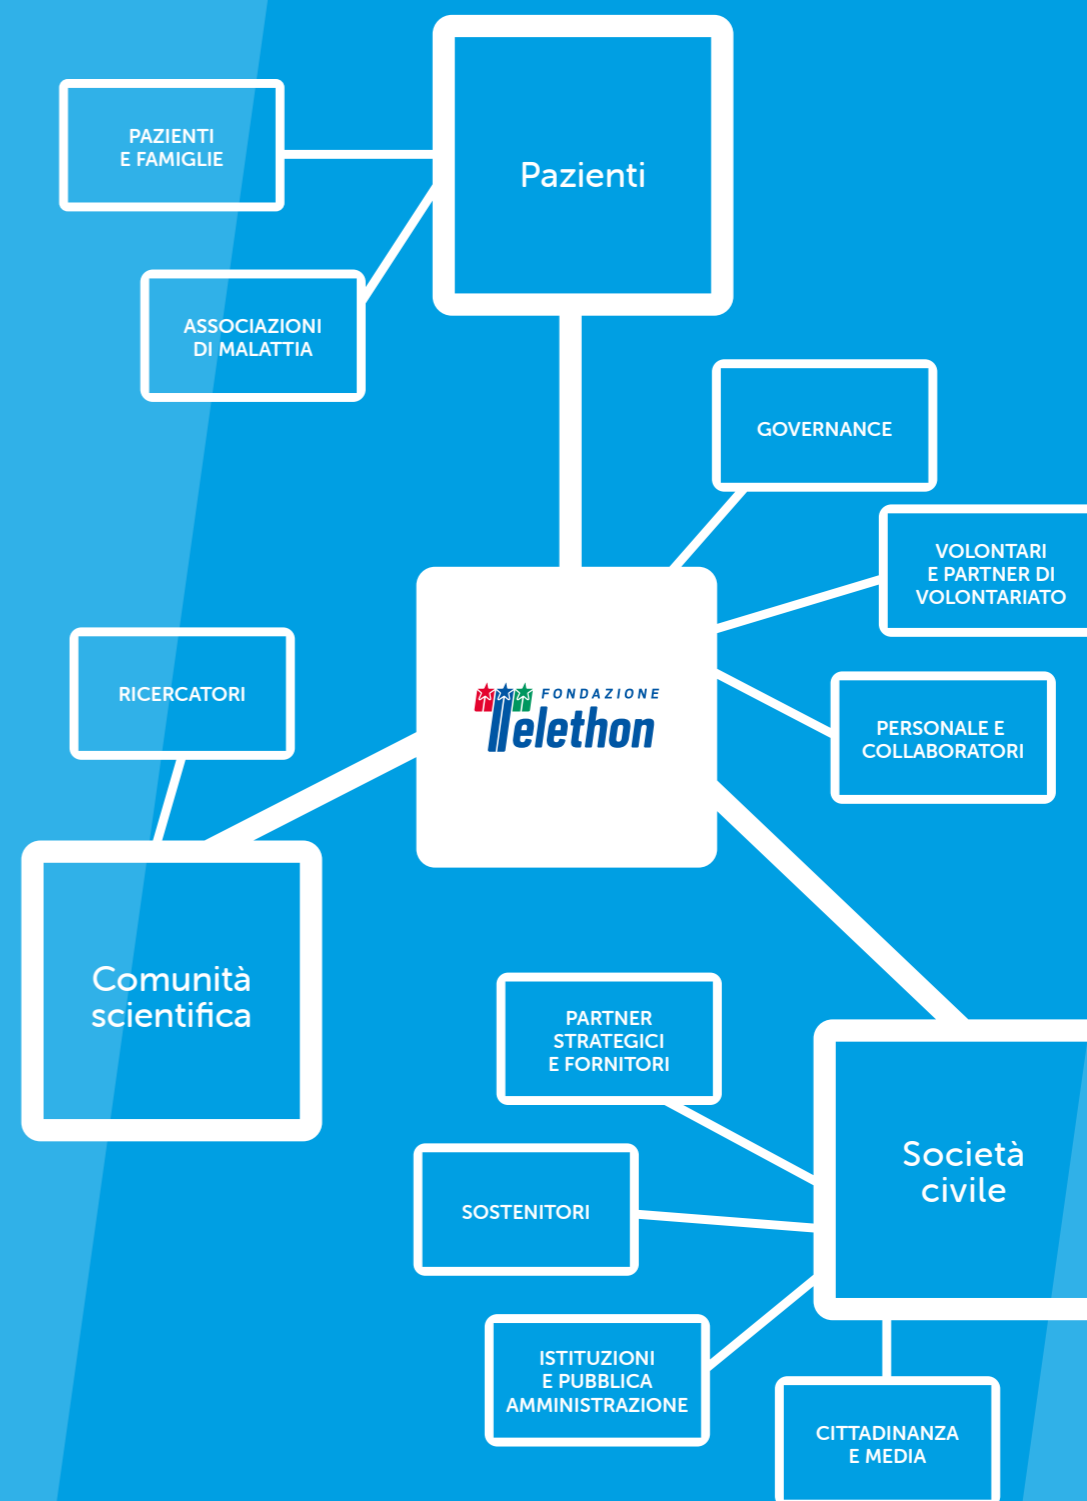 Pazienti
PAZIENTI
E FAMIGLIE
ASSOCIAZIONI
DI MALATTIA
GOVERNANCE
VOLONTARI
E PARTNER DI
VOLONTARIATO
FONDAZIONE
Telethon
RICERCATORI
PERSONALE E
COLLABORATORI
Comunità
scientifica
PARTNER
STRATEGICI
E FORNITORI
Società
civile
SOSTENITORI
ISTITUZIONI
E PUBBLICA
AMMINISTRAZIONE
CITTADINANZA
E MEDIA